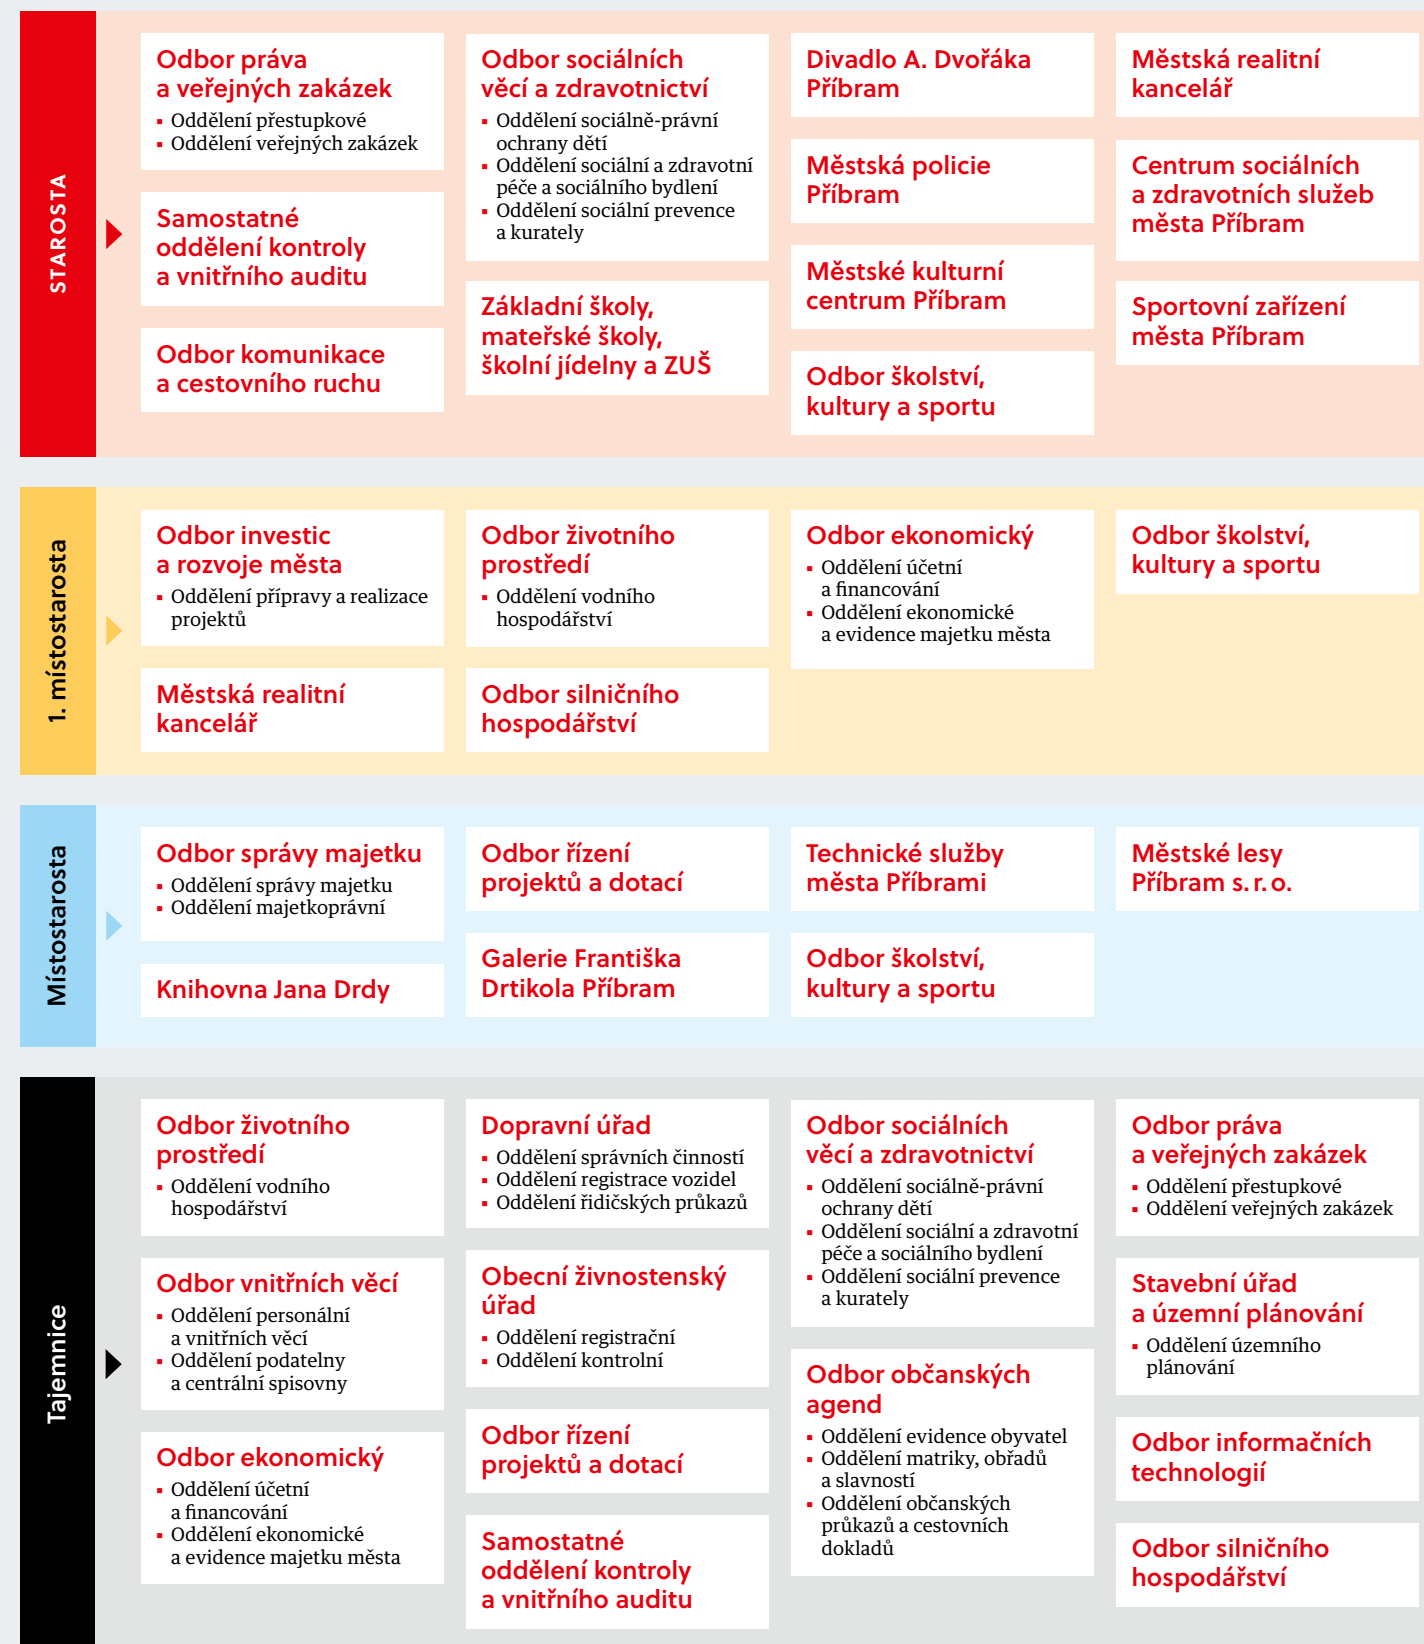 STAROSTA
Odbor práva
a veřejných zakázek
▪ Oddělení přestupkové
▪ Oddělení veřejných zakázek
Samostatné
oddělení kontroly
a vnitřního auditu
Odbor komunikace
a cestovního ruchu
Odbor sociálních
věcí a zdravotnictví
▪ Oddělení sociálně-právní
ochrany dětí
▪ Oddělení sociální a zdravotní
péče a sociálního bydlení
▪ Oddělení sociální prevence
a kurately
Základní školy,
mateřské školy,
školní jídelny a ZUŠ
Divadlo A. Dvořáka
Příbram
Městská policie
Příbram
Městské kulturní
centrum Příbram
Odbor školství,
kultury a sportu
Městská realitní
kancelář
Centrum sociálních
a zdravotních služeb
města Příbram
Sportovní zařízení
města Příbram
1. místostarosta
Odbor investic
a rozvoje města
▪ Oddělení přípravy a realizace
projektů
Městská realitní
kancelář
Odbor životního
prostředí
▪ Oddělení vodního
hospodářství
Odbor silničního
hospodářství
Odbor ekonomický
▪ Oddělení účetní
a financování
▪ Oddělení ekonomické
a evidence majetku města
Odbor školství,
kultury a sportu
Místostarosta
Odbor správy majetku
▪ Oddělení správy majetku
▪ Oddělení majetkoprávní
Knihovna Jana Drdy
Odbor řízení
projektů a dotací
Galerie Františka
Drtikola Příbram
Technické služby
města Příbrami
Odbor školství,
kultury a sportu
Městské lesy
Příbram s. r. o.
Tajemnice
Odbor životního
prostředí
▪ Oddělení vodního
hospodářství
Odbor vnitřních věcí
▪ Oddělení personální
a vnitřních věcí
▪ Oddělení podatelny
a centrální spisovny
Odbor ekonomický
▪ Oddělení účetní
a financování
▪ Oddělení ekonomické
a evidence majetku města
Dopravní úřad
▪ Oddělení správních činností
▪ Oddělení registrace vozidel
▪ Oddělení řidičských průkazů
Obecní živnostenský
úřad
▪ Oddělení registrační
▪ Oddělení kontrolní
Odbor řízení
projektů a dotací
Samostatné
oddělení kontroly
a vnitřního auditu
Odbor sociálních
věcí a zdravotnictví
▪ Oddělení sociálně-právní
ochrany dětí
▪ Oddělení sociální a zdravotní
péče a sociálního bydlení
▪ Oddělení sociální prevence
a kurately
Odbor občanských
agend
▪ Oddělení evidence obyvatel
▪ Oddělení matriky, obřadů
a slavností
▪ Oddělení občanských
průkazů a cestovních
dokladů
Odbor práva
a veřejných zakázek
▪ Oddělení přestupkové
▪ Oddělení veřejných zakázek
Stavební úřad
a územní plánování
▪ Oddělení územního
plánování
Odbor informačních
technologií
Odbor silničního
hospodářství